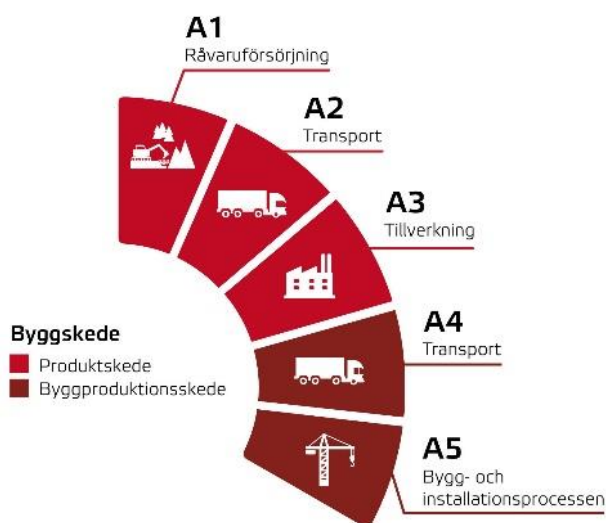 A1
Råvaruförsörjning
A2
Transport
A3
Tillverkning
A4
Transport
A5
Bygg- och
installationsprocessen
Byggskede
Produktskede
Byggproduktionsskede